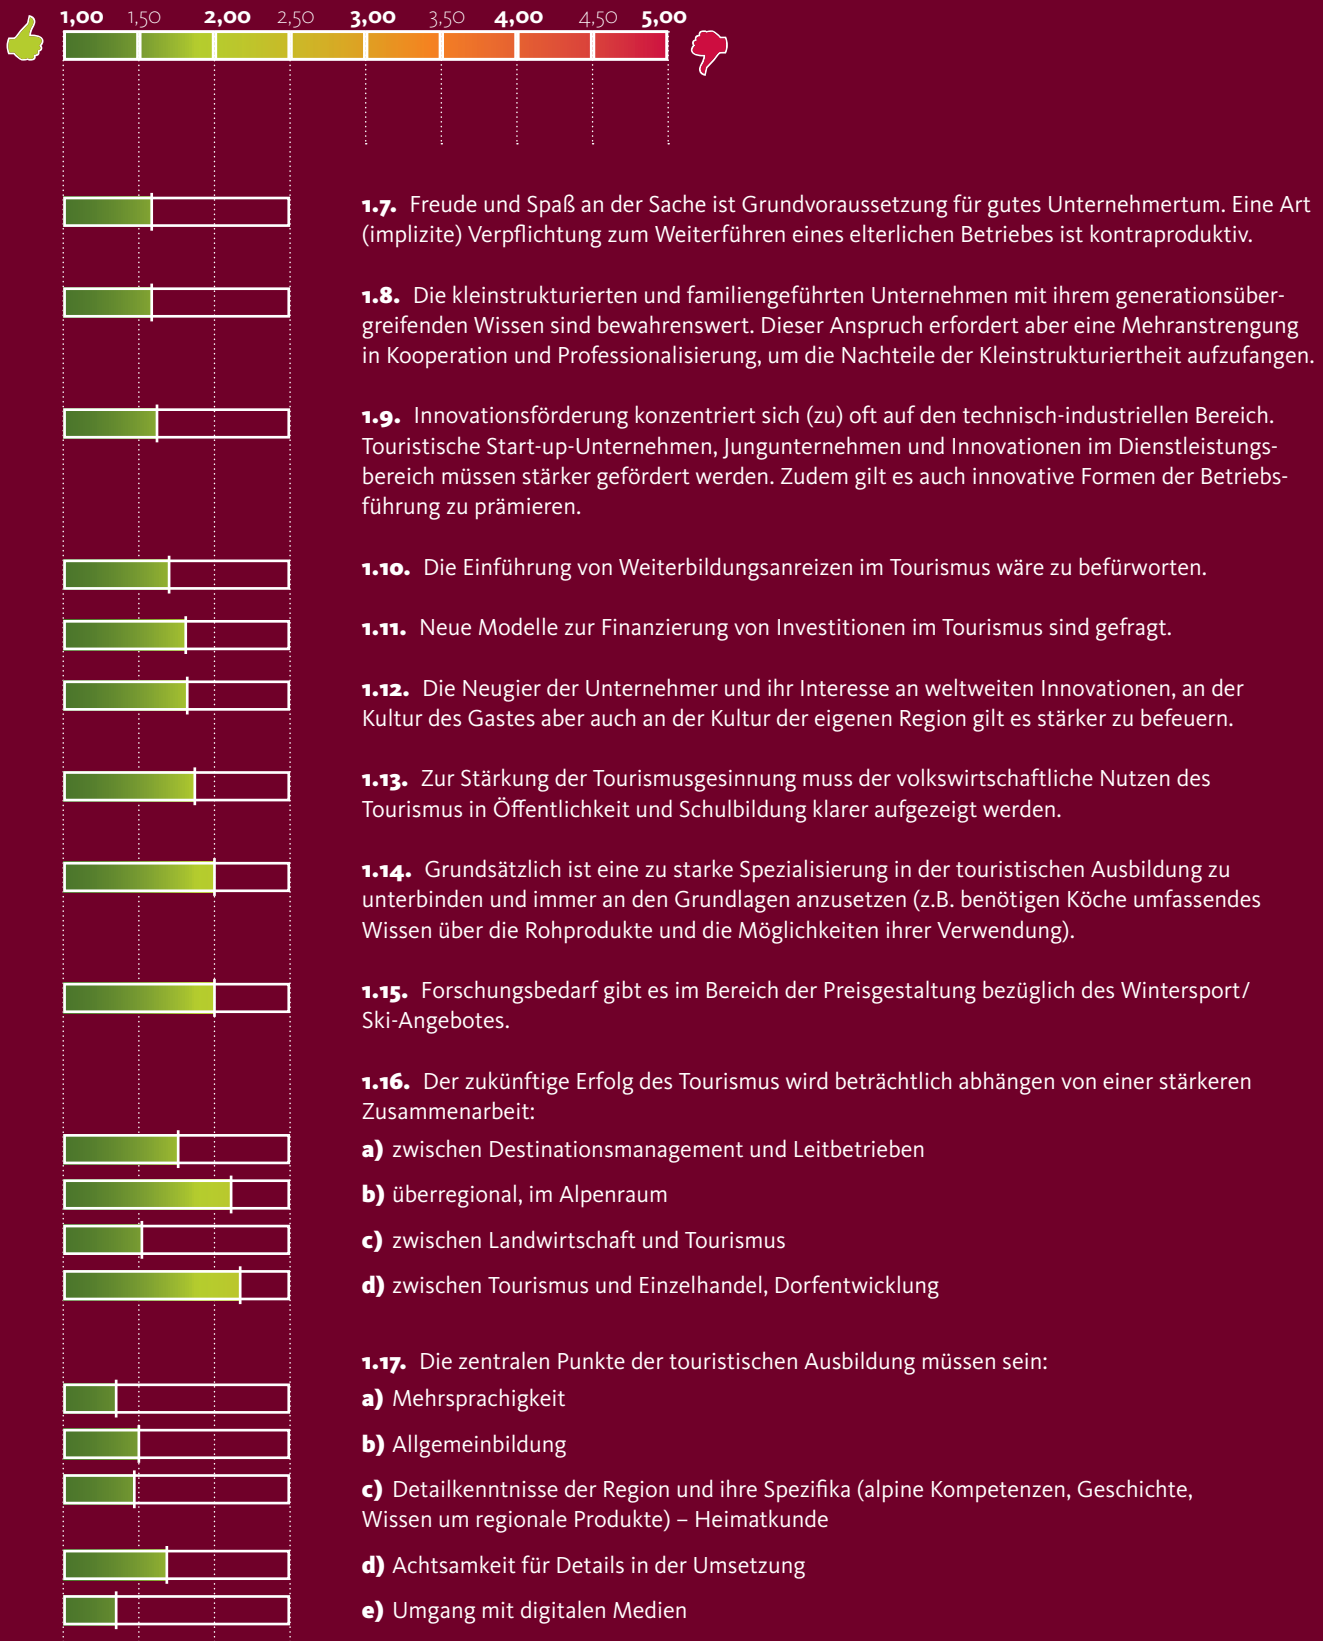 1,00 1,50 2,00 2,50 3,00 3,50 4,00 4,50 5,00
1.7. Freude und Spaß an der Sache ist Grundvoraussetzung für gutes Unternehmertum. Eine Art
(implizite) Verpflichtung zum Weiterführen eines elterlichen Betriebes ist kontraproduktiv.
1.8. Die kleinstrukturierten und familiengeführten Unternehmen mit ihrem generationsüber-
greifenden Wissen sind bewahrenswert. Dieser Anspruch erfordert aber eine Mehranstrengung
in Kooperation und Professionalisierung, um die Nachteile der Kleinstrukturiertheit aufzufangen.
1.9. Innovationsförderung konzentriert sich (zu) oft auf den technisch-industriellen Bereich.
Touristische Start-up-Unternehmen, Jungunternehmen und Innovationen im Dienstleistungs-
bereich müssen stärker gefördert werden. Zudem gilt es auch innovative Formen der Betriebs-
führung zu prämieren.
1.10. Die Einführung von Weiterbildungsanreizen im Tourismus wäre zu befürworten.
1.11. Neue Modelle zur Finanzierung von Investitionen im Tourismus sind gefragt.
1.12. Die Neugier der Unternehmer und ihr Interesse an weltweiten Innovationen, an der
Kultur des Gastes aber auch an der Kultur der eigenen Region gilt es stärker zu befeuern.
1.13. Zur Stärkung der Tourismusgesinnung muss der volkswirtschaftliche Nutzen des
Tourismus in Öffentlichkeit und Schulbildung klarer aufgezeigt werden.
1.14. Grundsätzlich ist eine zu starke Spezialisierung in der touristischen Ausbildung zu
unterbinden und immer an den Grundlagen anzusetzen (z.B. benötigen Köche umfassendes
Wissen über die Rohprodukte und die Möglichkeiten ihrer Verwendung).
1.15. Forschungsbedarf gibt es im Bereich der Preisgestaltung bezüglich des Wintersport/
Ski-Angebotes.
1.16. Der zukünftige Erfolg des Tourismus wird beträchtlich abhängen von einer stärkeren
Zusammenarbeit:
a) zwischen Destinationsmanagement und Leitbetrieben
b) überregional, im Alpenraum
c) zwischen Landwirtschaft und Tourismus
d) zwischen Tourismus und Einzelhandel, Dorfentwicklung
1.17. Die zentralen Punkte der touristischen Ausbildung müssen sein:
a) Mehrsprachigkeit
b) Allgemeinbildung
c) Detailkenntnisse der Region und ihre Spezifika (alpine Kompetenzen, Geschichte,
Wissen um regionale Produkte) – Heimatkunde
d) Achtsamkeit für Details in der Umsetzung
e) Umgang mit digitalen Medien